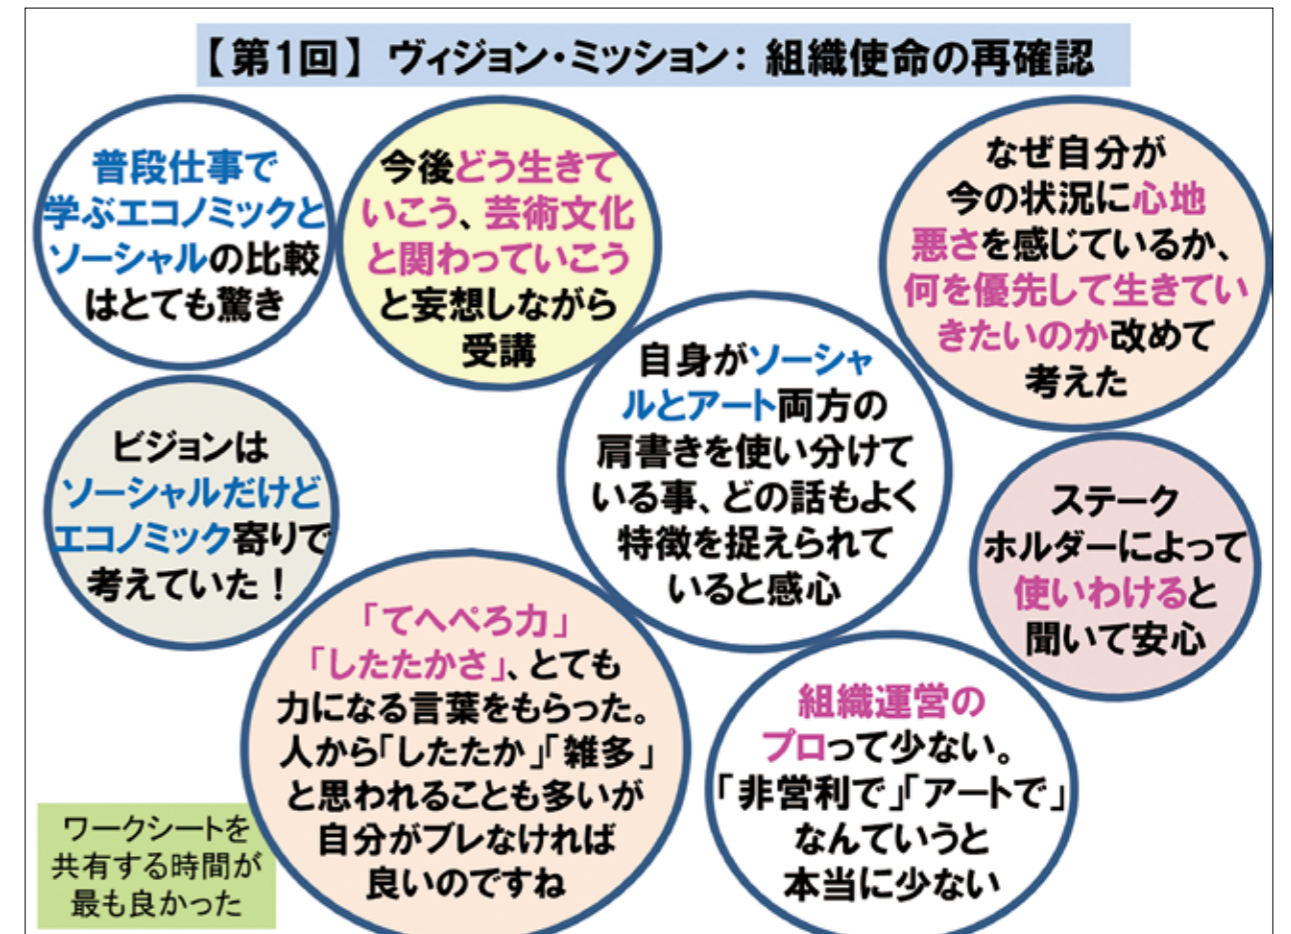 【第1回】 ヴィジョン・ミッション： 組織使命の再確認
普段仕事で
学ぶエコノミックと
ソーシャルの比較
はとても驚き
今後どう生きて
いこう、芸術文化
と関わっていこう
と妄想しながら
受講
なぜ自分が
今の状況に心地
悪さを感じているか、
何を優先して生きてい
きたいのか改めて
考えた
自身がソーシャ
ルとアート両方の
肩書きを使い分けて
いる事、どの話もよく
特徴を捉えられて
いると感心
ビジョンは
ソーシャルだけど
エコノミック寄りで
考えていた！
ステーク
ホルダーによって
使いわけると
聞いて安心
「てへぺろ力」
「したたかさ」、とても
力になる言葉をもらった。
人から「したたか」「雑多」
と思われることも多いが
自分がブレなければ
良いのですね
組織運営の
プロって少ない。
「非営利で」「アートで」
なんていうと
本当に少ない
ワークシートを
共有する時間が
最も良かった